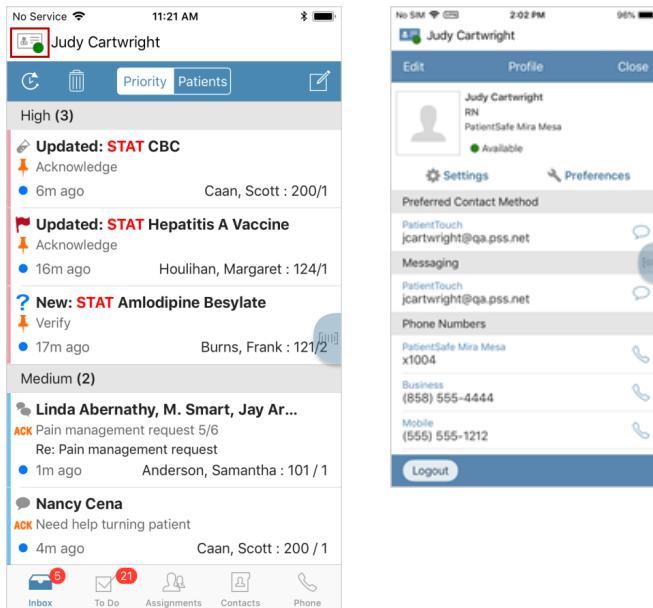 No Service 11:21 AM
Judy Cartwright
Priority Patients
High (3)
Updated: STAT CBC
Acknowledge
6m ago Caan, Scott : 200/1
Updated: STAT Hepatitis A Vaccine
Acknowledge
16m ago Houlihan, Margaret : 124/1
? New: STAT Amlodipine Besylate
Verify
17m ago Burns, Frank : 121/2
Medium (2)
Linda Abernathy, M. Smart, Jay Ar...
ACK Pain management request 5/6
Re: Pain management request
1m ago Anderson, Samantha : 101 / 1
Nancy Cena
ACK Need help turning patient
4m ago Caan, Scott : 200 / 1
5 21
Inbox To Do Assignments Contacts Phone
No SIM 2:02 PM 96%
Judy Cartwright
Edit Profile Close
Judy Cartwright
RN
PatientSafe Mira Mesa
Available
Settings Preferences
Preferred Contact Method
PatientTouch
jcartwright@qa.pss.net
Messaging
PatientTouch
jcartwright@qa.pss.net
Phone Numbers
PatientSafe Mira Mesa
x1004
Business
(858) 555-4444
Mobile
(555) 555-1212
Logout